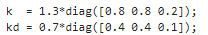 k  = 1.3*diag([0.8 0.8 0.2]);
kd = 0.7*diag([0.4 0.4 0.1]);